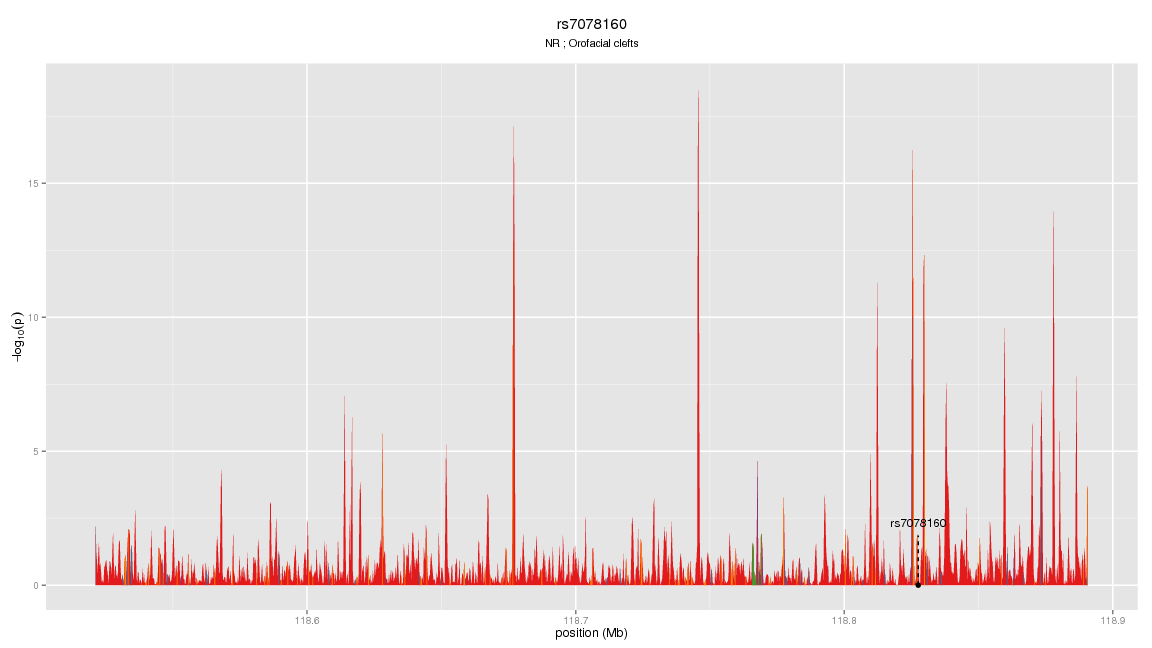 rs7078160
NR ; Orofacial clefts
−log10(p)
15
10
5
0
rs7078160
118.6
118.7
118.8
118.9
position (Mb)